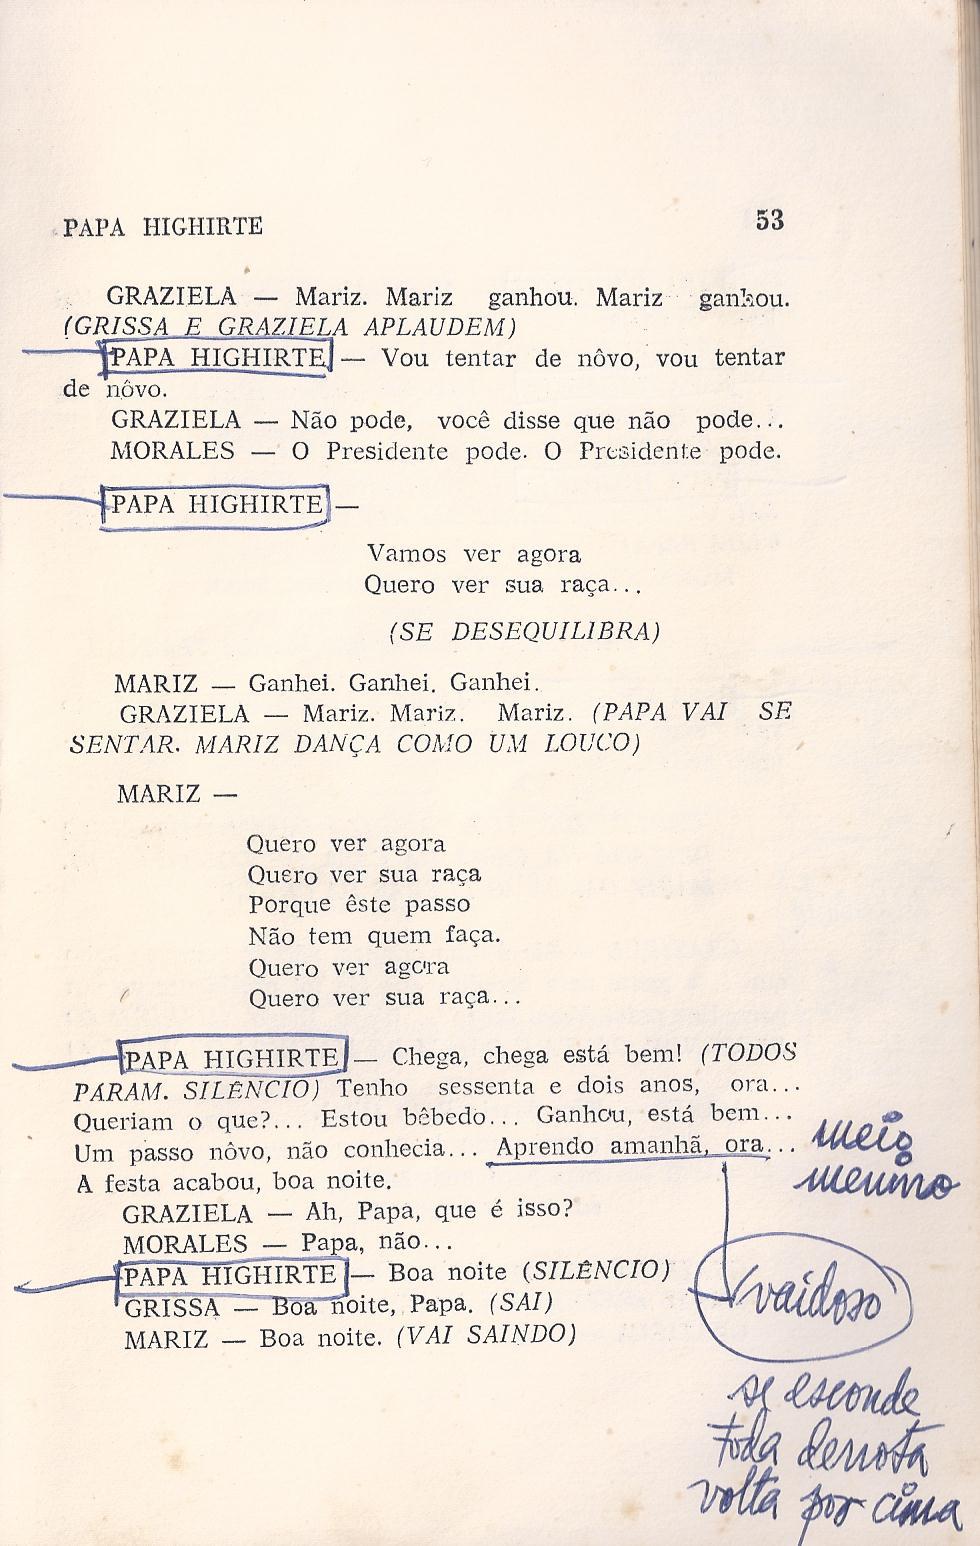 PAPA HIGHIRTE 53
GRAZIELA — Mariz. Mariz ganhou. Mariz ganhou.
(GRISSA E GRAZIELA APLAUDEM)
PAPA HIGHIRTE — Vou tentar de nôvo, vou tentar
de nôvo.
GRAZIELA — Não pode, você disse que não pode...
MORALES — O Presidente pode. O Presidente pode.
PAPA HIGHIRTE —
Vamos ver agora
Quero ver sua raça...
(SE DESEQUILIBRA)
MARIZ — Ganhei. Ganhei. Ganhei.
GRAZIELA — Mariz. Mariz. Mariz. (PAPA VAI SE
SENTAR. MARIZ DANÇA COMO UM LOUCO)
MARIZ —
Quero ver agora
Quero ver sua raça
Porque êste passo
Não tem quem faça.
Quero ver agora
Quero ver sua raça...
PAPA HIGHIRTE — Chega, chega está bem! (TODOS
PARAM. SILÊNCIO) Tenho sessenta e dois anos, ora...
Queriam o que?... Estou bêbedo... Ganhou, está bem...
Um passo nôvo, não conhecia... Aprendo amanhã, ora...
A festa acabou, boa noite.
GRAZIELA — Ah, Papa, que é isso?
MORALES — Papa, não...
PAPA HIGHIRTE — Boa noite (SILÊNCIO)
GRISSA — Boa noite, Papa. (SAI)
MARIZ — Boa noite. (VAI SAINDO)
meio
menino
vaidoso
se esconde
toda derrota
volta por cima